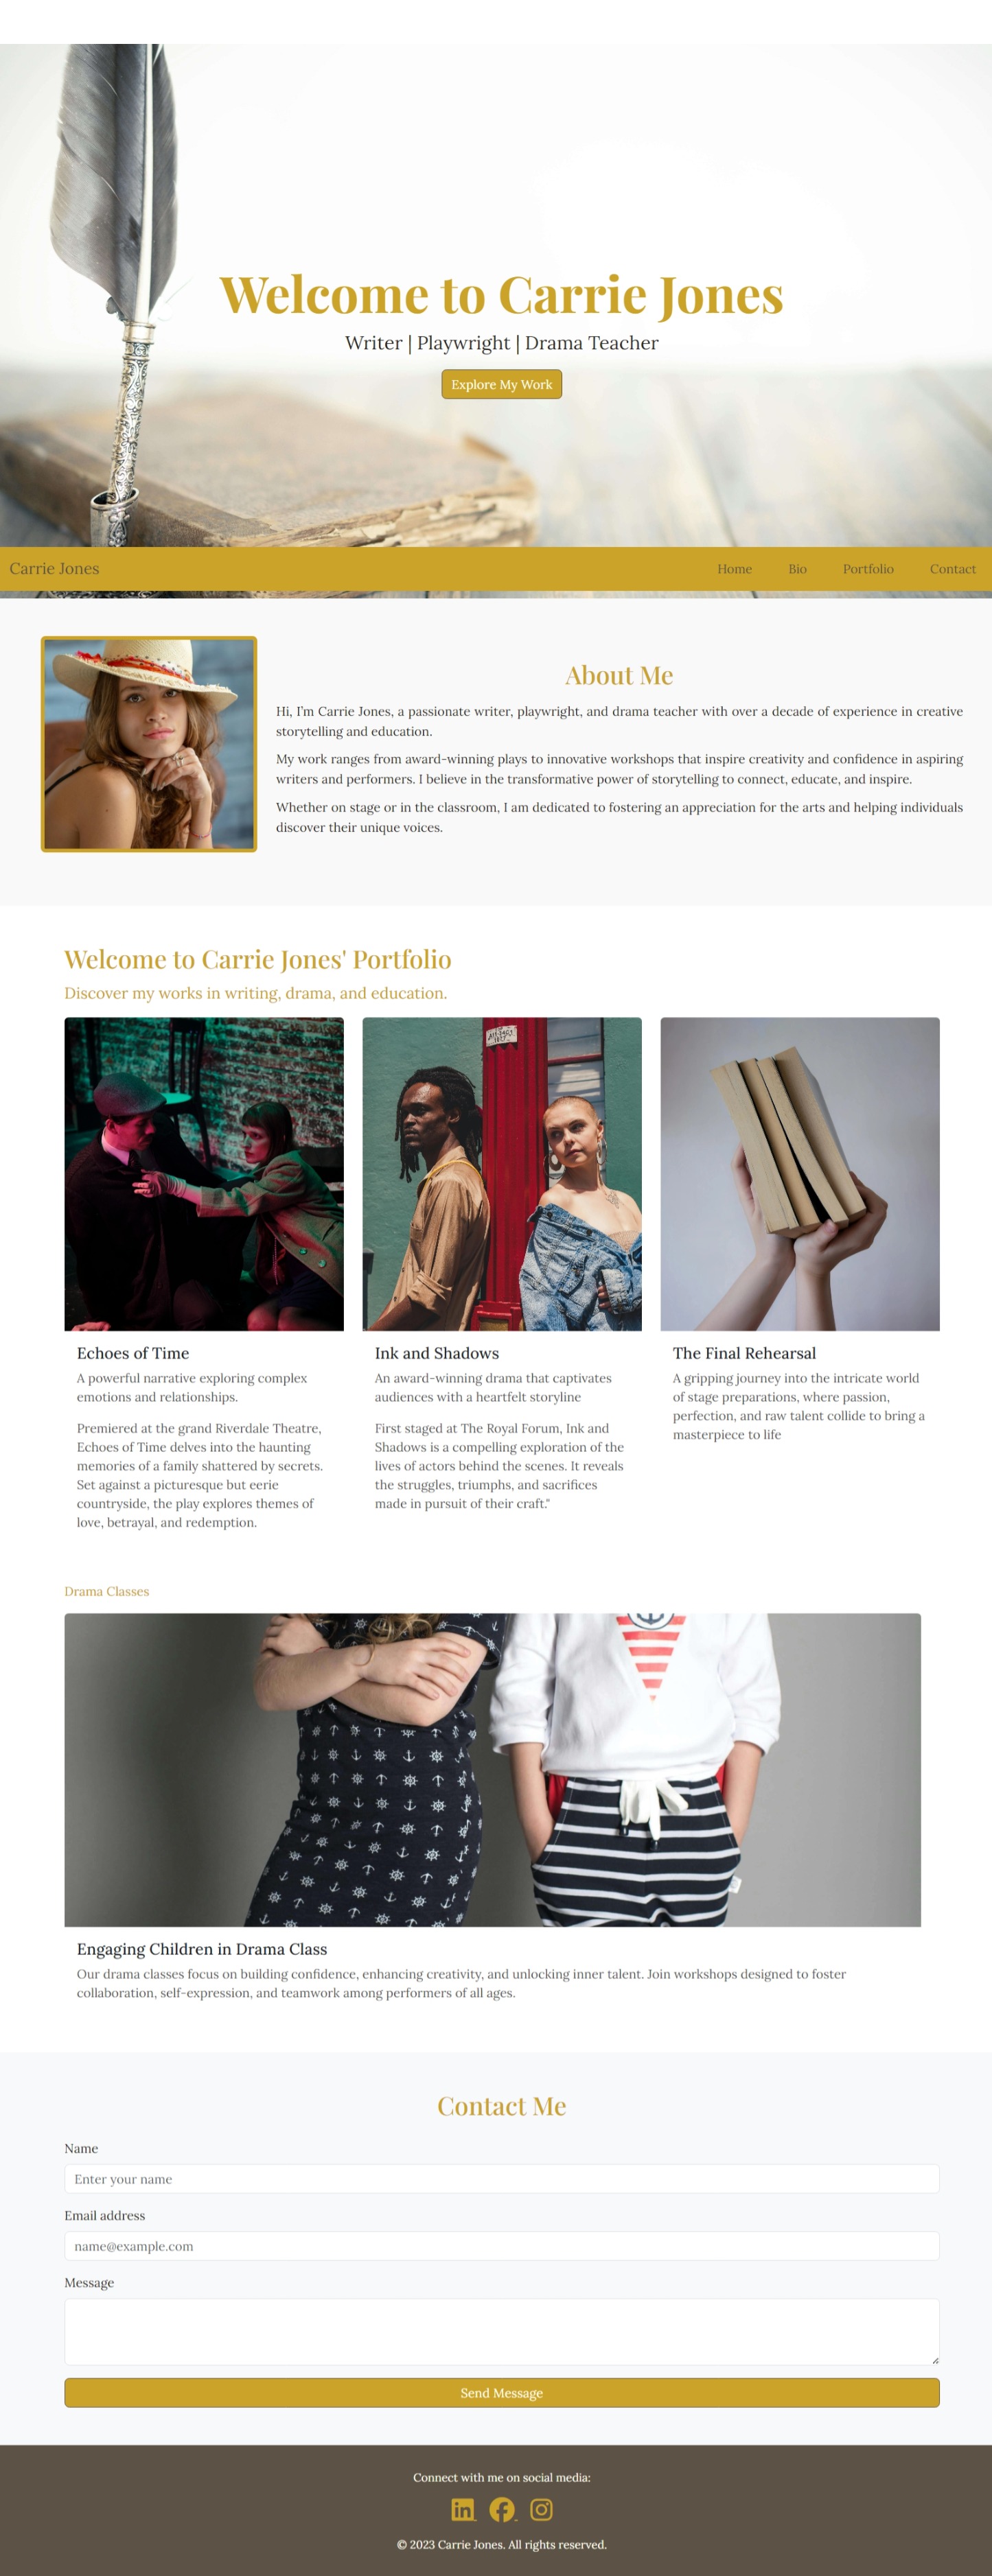 Welcome to Carrie Jones
Writer | Playwright | Drama Teacher
Explore My Work
Carrie Jones
Home
Bio
Portfolio
Contact
About Me
Hi, I'm Carrie Jones, a passionate writer, playwright, and drama teacher with over a decade of experience in creative
storytelling and education.
My work ranges from award-winning plays to innovative workshops that inspire creativity and confidence in aspiring
writers and performers. I believe in the transformative power of storytelling to connect, educate, and inspire.
Whether on stage or in the classroom, I am dedicated to fostering an appreciation for the arts and helping individuals
discover their unique voices.
Welcome to Carrie Jones' Portfolio
Discover my works in writing, drama, and education.
Echoes of Time
A powerful narrative exploring complex
emotions and relationships.
Premiered at the grand Riverdale Theatre,
Echoes of Time delves into the haunting
memories of a family shattered by secrets.
Set against a picturesque but eerie
countryside, the play explores themes of
love, betrayal, and redemption.
Ink and Shadows
An award-winning drama that captivates
audiences with a heartfelt storyline
First staged at The Royal Forum, Ink and
Shadows is a compelling exploration of the
lives of actors behind the scenes. It reveals
the struggles, triumphs, and sacrifices
made in pursuit of their craft."
The Final Rehearsal
A gripping journey into the intricate world
of stage preparations, where passion,
perfection, and raw talent collide to bring a
masterpiece to life
Drama Classes
Engaging Children in Drama Class
Our drama classes focus on building confidence, enhancing creativity, and unlocking inner talent. Join workshops designed to foster
collaboration, self-expression, and teamwork among performers of all ages.
Contact Me
Name
Enter your name
Email address
name@example.com
Message
Send Message
Connect with me on social media:
© 2023 Carrie Jones. All rights reserved.